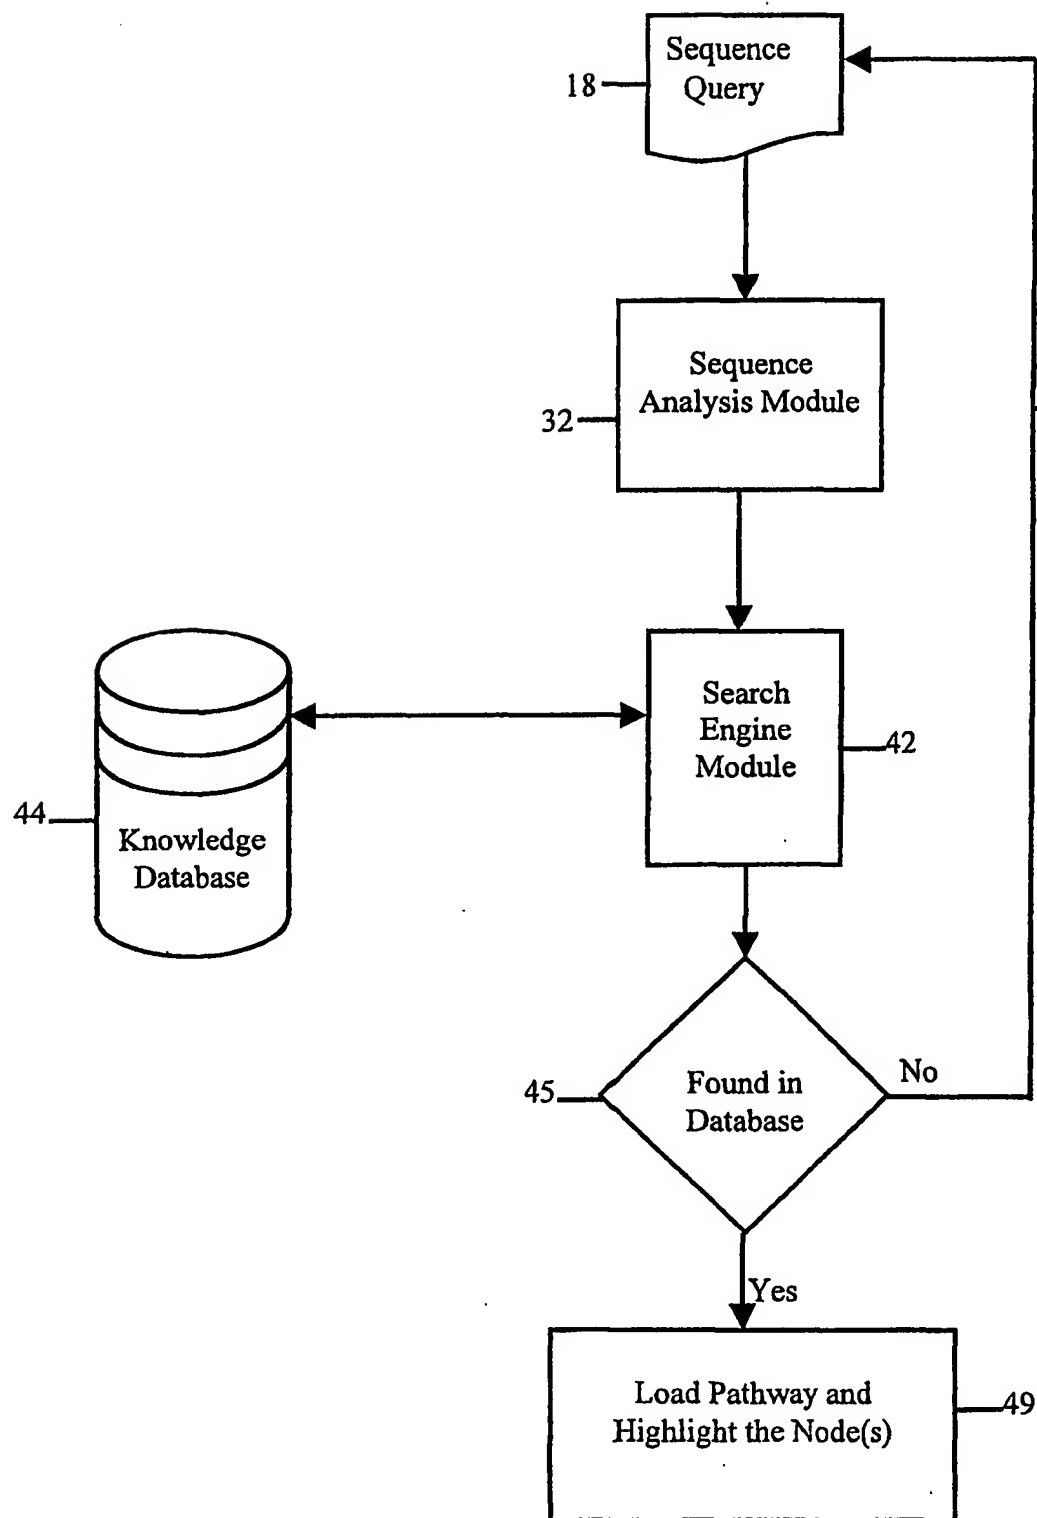 Sequence
Query
18
Sequence
Analysis Module
32
Search
Engine
Module
42
44
Knowledge
Database
45
Found in
Database
No
Yes
Load Pathway and
Highlight the Node(s)
49